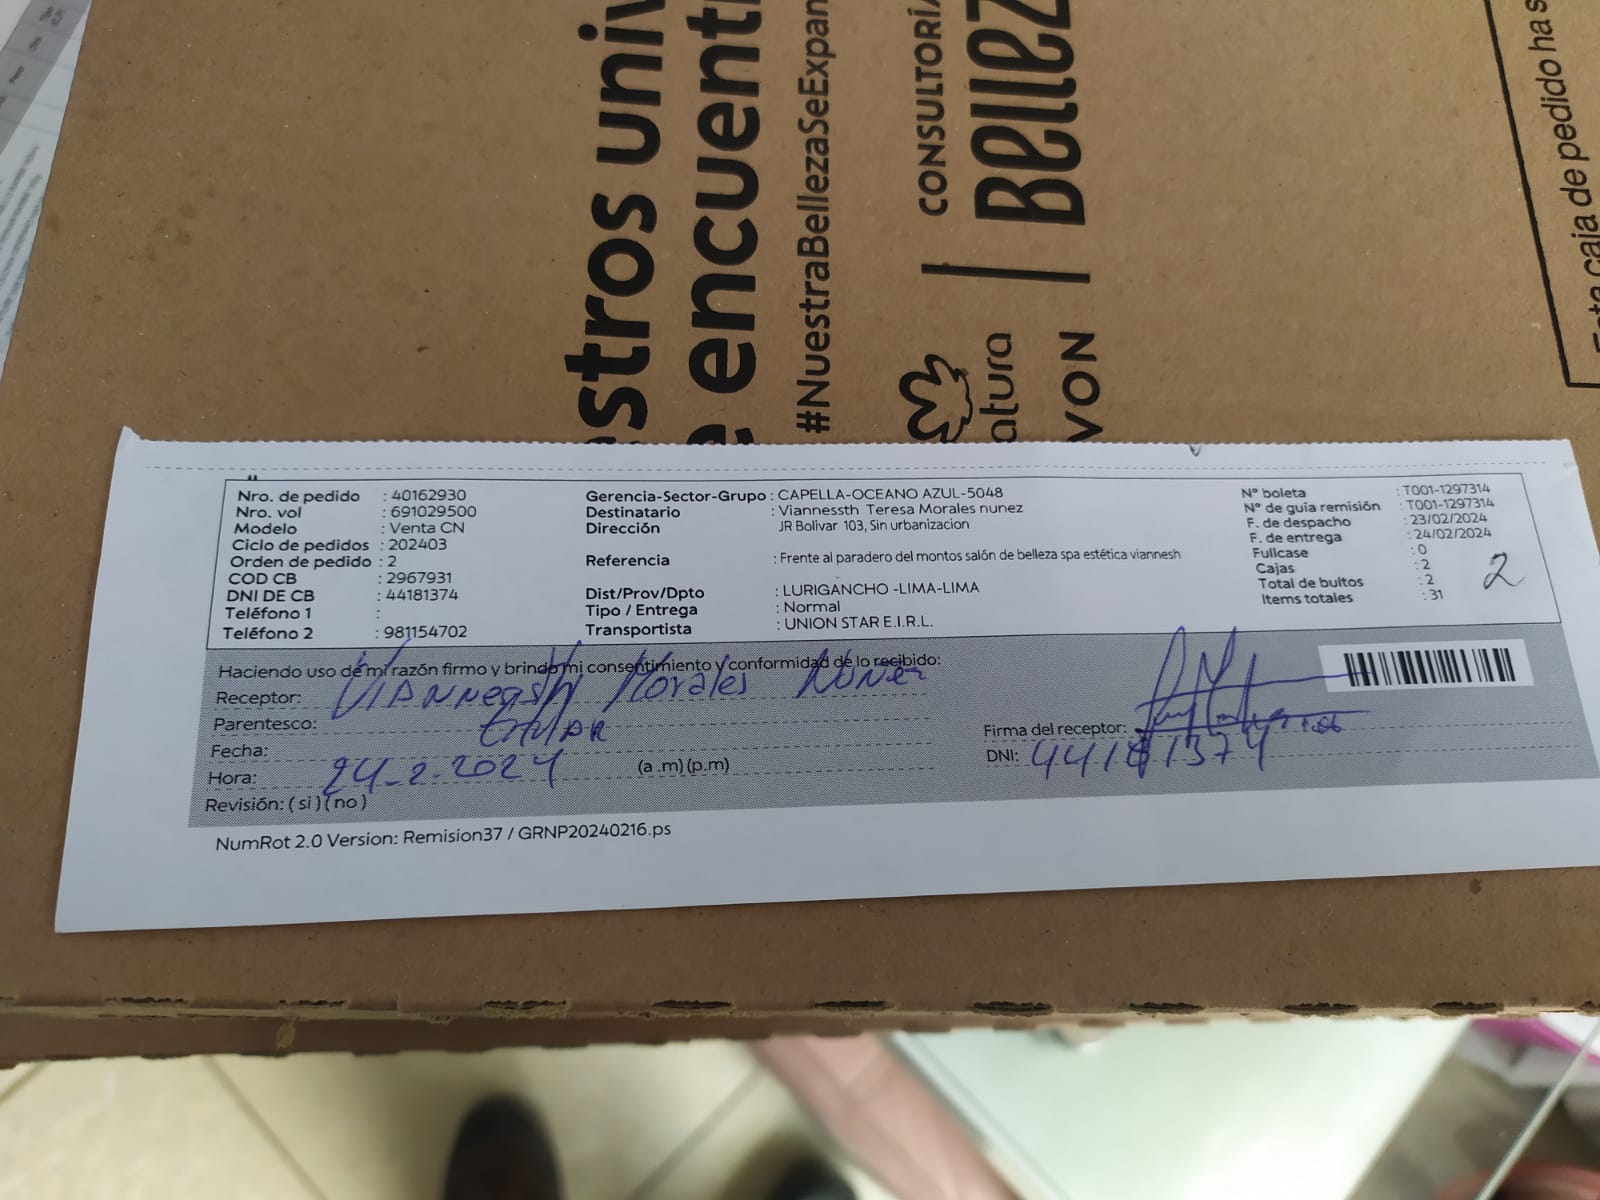 stros univ
encuent
#NuestraBellezaSeExpan
CONSULTORÍA
Bellez
atura
VON
caja de pedido ha s
Nro. de pedido : 40162930
Nro. vol : 691029500
Modelo : Venta CN
Ciclo de pedidos : 202403
Orden de pedido : 2
COD CB : 2967931
DNI DE CB : 44181374
Teléfono 1 :
Teléfono 2 : 981154702
Gerencia-Sector-Grupo : CAPELLA-OCEANO AZUL-5048
Destinatario : Viannessth Teresa Morales nunez
Dirección JR Bolivar 103, Sin urbanizacion
Referencia : Frente al paradero del montos salón de belleza spa estética viannesh
Dist/Prov/Dpto : LURIGANCHO -LIMA-LIMA
Tipo / Entrega : Normal
Transportista : UNION STAR E.I.R.L.
N° boleta : T001-1297314
N° de guia remisión : T001-1297314
F. de despacho : 23/02/2024
F. de entrega : 24/02/2024
Fullcase : 0
Cajas : 2
Total de bultos : 2
Items totales : 31
2
Haciendo uso de mi razón firmo y brindo mi consentimiento y conformidad de lo recibido:
Receptor: Morales Nuñez
Parentesco: titular
Fecha:
Hora: 24-2-2024 (a .m) (p.m)
Revisión: ( si ) ( no )
Firma del receptor:
DNI: 44181374
NumRot 2.0 Version: Remision37 / GRNP20240216.ps